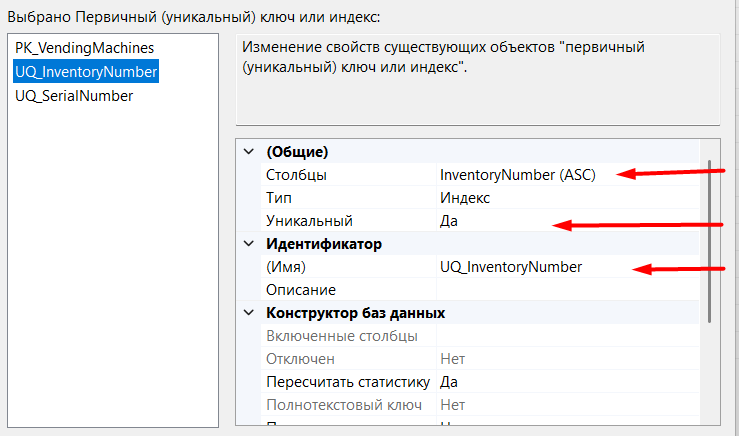 Выбрано Первичный (уникальный) ключ или индекс:
PK_VendingMachines
UQ_InventoryNumber
UQ_SerialNumber
Изменение свойств существующих объектов "первичный
(уникальный) ключ или индекс".
(Общие)
Столбцы InventoryNumber (ASC)
Тип Индекс
Уникальный Да
Идентификатор
(Имя) UQ_InventoryNumber
Описание
Конструктор баз данных
Включенные столбцы
Отключен Нет
Пересчитать статистику Да
Полнотекстовый ключ Нет